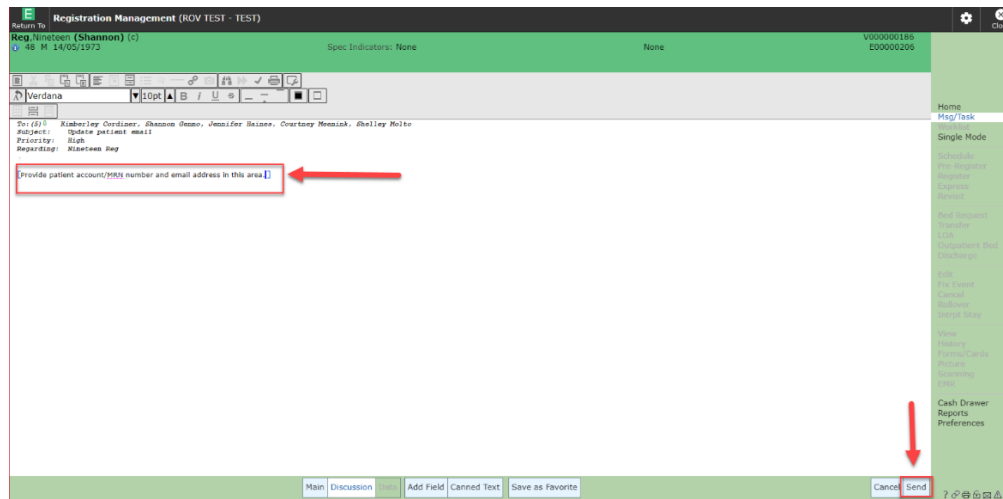 E
Return To
Registration Management (ROV TEST - TEST)
Clo
Reg,Nineteen (Shannon) (c)
48 M 14/05/1973
Spec Indicators: None
None
V000000186
E00000206
Verdana
10pt
B I U S
To:(5) Kimberley Cordiner, Shannon Gemmo, Jennifer Haines, Courtney Meenink, Shelley Molto
Subject: Update patient email
Priority: High
Regarding: Nineteen Reg
[Provide patient account/MRN number and email address in this area.]
Home
Msg/Task
Worklist
Single Mode
Schedule
Pre-Register
Register
Express
Revisit
Bed Request
Transfer
LOA
Outpatient Bed
Discharge
Edit
Fix Event
Cancel
Rollover
Intrpt Stay
View
History
Forms/Cards
Picture
Scanning
EMR
Cash Drawer
Reports
Preferences
Main Discussion Data Add Field Canned Text Save as Favorite Cancel Send